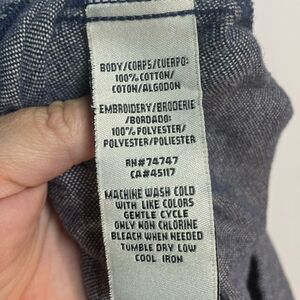 BODY/CORPS/CUERPO:
100% COTTON/
COTON/ALGODON
EMBROIDERY/BRODERIE
/BORDADO:
100% POLYESTER/
POLYESTER/POLIESTER
RN#74747
CA#45117
MACHINE WASH COLD
WITH LIKE COLORS
GENTLE CYCLE
ONLY NON CHLORINE
BLEACH WHEN NEEDED
TUMBLE DRY LOW
COOL IRON